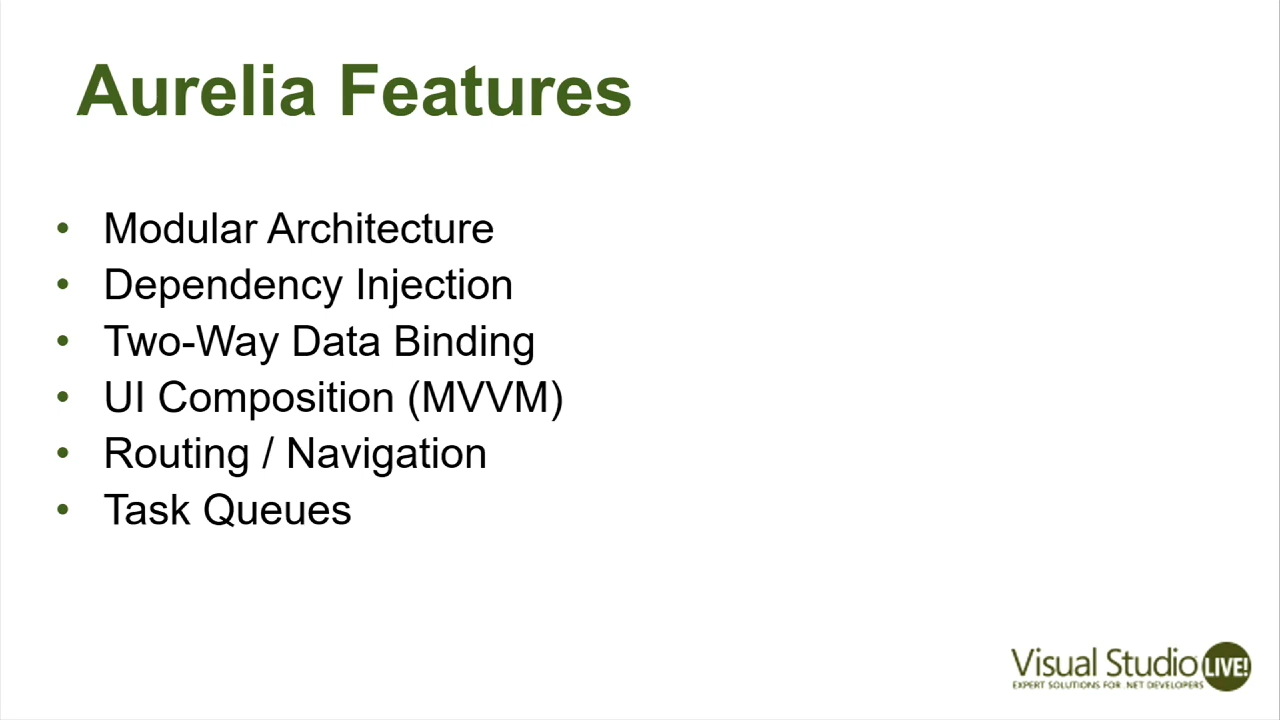 Aurelia Features
• Modular Architecture
• Dependency Injection
• Two-Way Data Binding
• UI Composition (MVVM)
• Routing / Navigation
• Task Queues
Visual Studio LIVE!
EXPERT SOLUTIONS FOR .NET DEVELOPERS